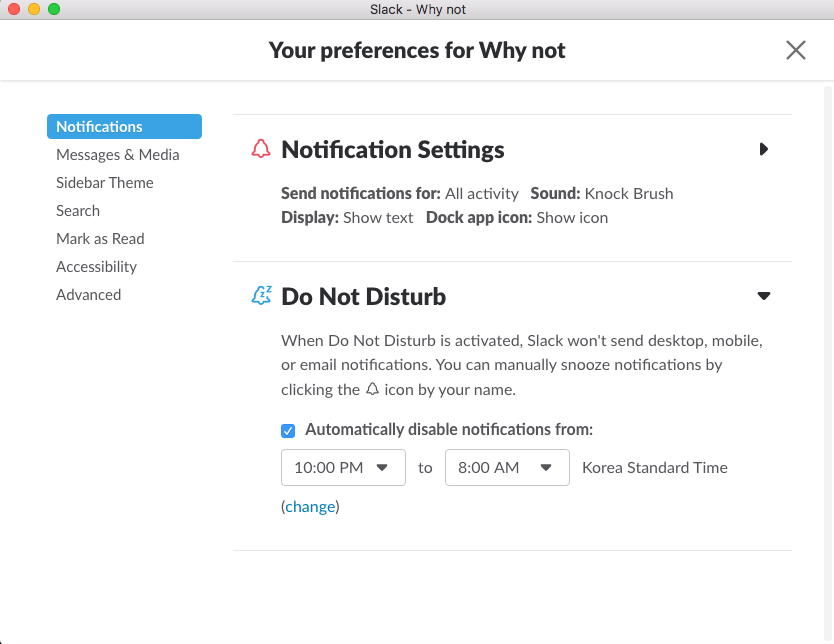 Slack - Why not
Your preferences for Why not
Notifications
Messages & Media
Sidebar Theme
Search
Mark as Read
Accessibility
Advanced
Notification Settings
Send notifications for: All activity Sound: Knock Brush
Display: Show text Dock app icon: Show icon
Do Not Disturb
When Do Not Disturb is activated, Slack won't send desktop, mobile,
or email notifications. You can manually snooze notifications by
clicking the icon by your name.
Automatically disable notifications from:
10:00 PM to 8:00 AM Korea Standard Time
(change)